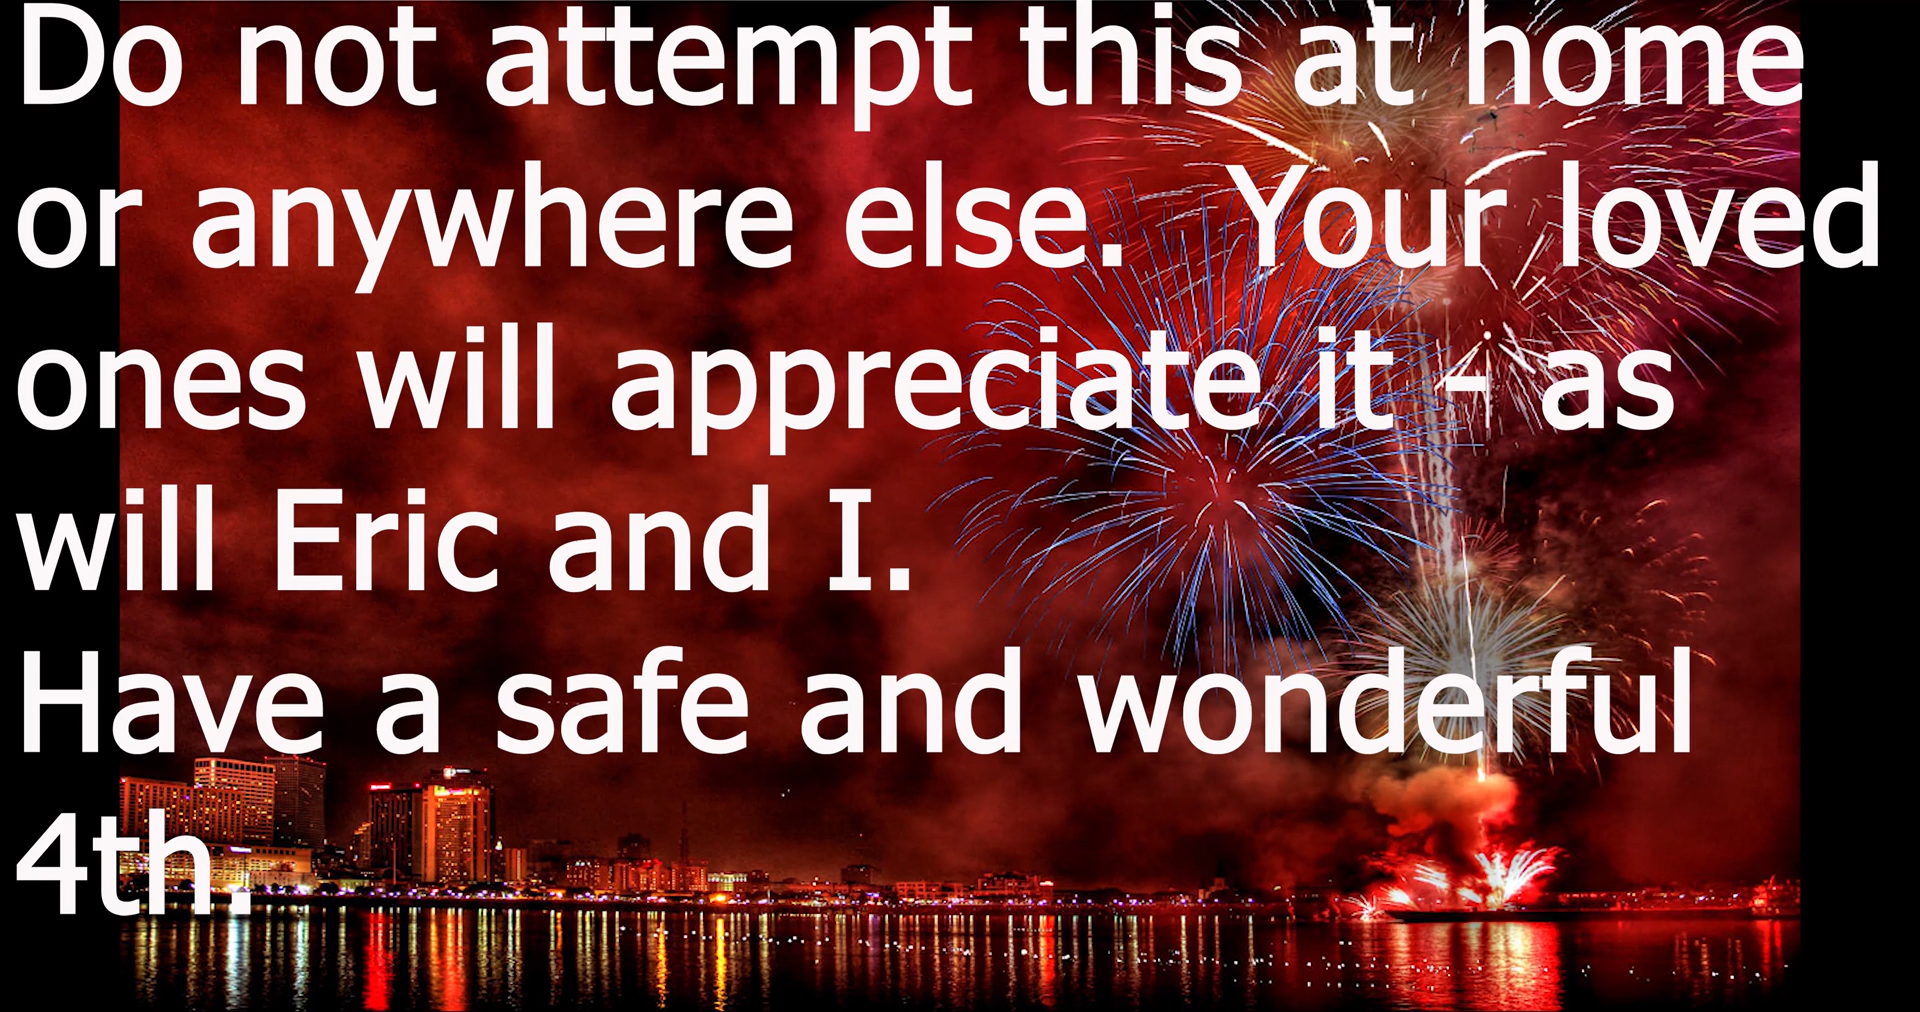 Do not attempt this at home
or anywhere else.  Your loved
ones will appreciate it - as
will Eric and I.
Have a safe and wonderful
4th.